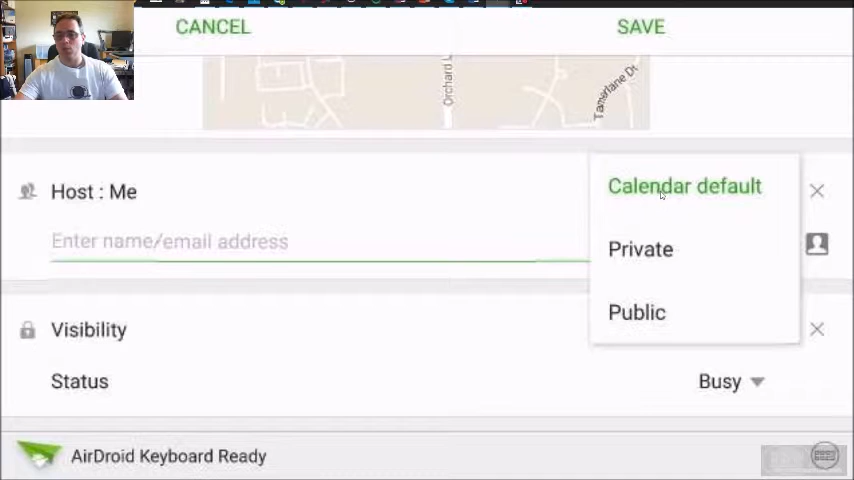 CANCEL SAVE
Orchard L
Tamerlane Dr
Host : Me
Calendar default
Enter name/email address
Private
Public
Visibility
Status Busy
AirDroid Keyboard Ready